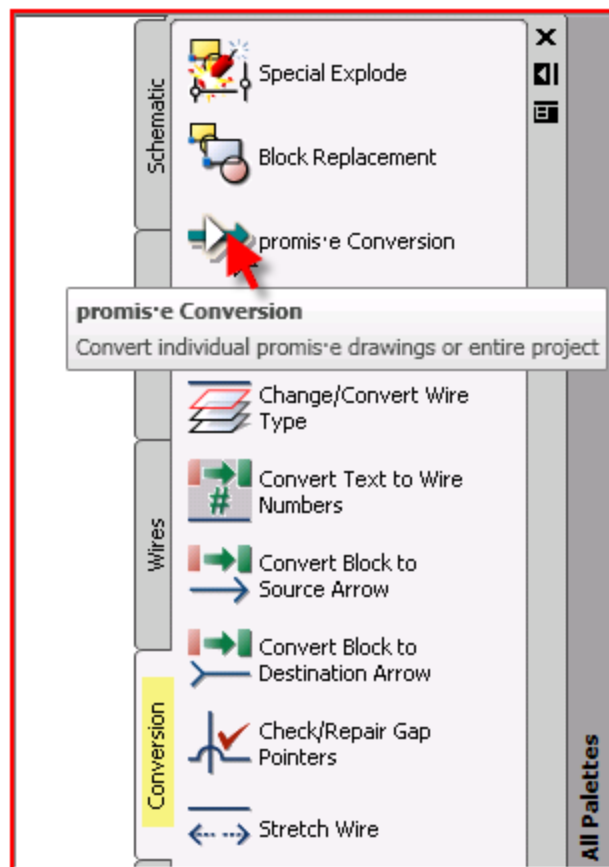 Schematic
Special Explode
Block Replacement
promis•e Conversion
promis•e Conversion
Convert individual promis•e drawings or entire project
Change/Convert Wire
Type
Convert Text to Wire
Numbers
#
Wires
Convert Block to
Source Arrow
Convert Block to
Destination Arrow
Conversion
Check/Repair Gap
Pointers
Stretch Wire
All Palettes